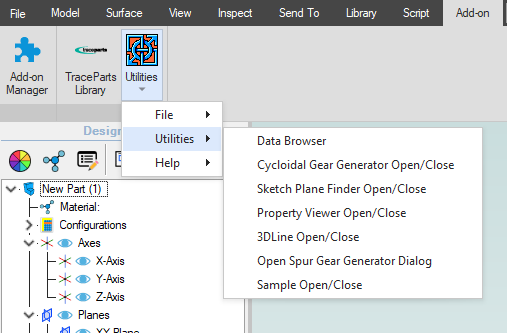 File Model Surface View Inspect Send To Library Script Add-on
Add-on
Manager
traceparts
TraceParts
Library
Utilities
File
Utilities
Help
Data Browser
Cycloidal Gear Generator Open/Close
Sketch Plane Finder Open/Close
Property Viewer Open/Close
3DLine Open/Close
Open Spur Gear Generator Dialog
Sample Open/Close
Desig
New Part (1)
Material:
Configurations
Axes
X-Axis
Y-Axis
Z-Axis
Planes
XY-Plane